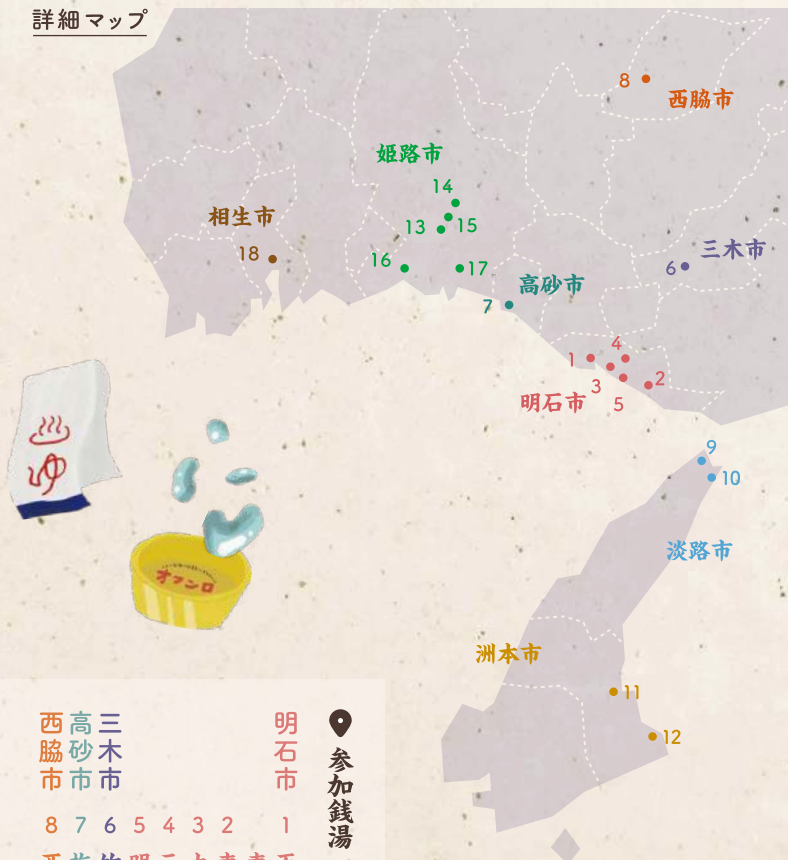 詳細マップ
8
西脇市
姫路市
14
15
13
相生市
18
16
17
三木市
6
高砂市
7
4
1
2
3
5
明石市
9
10
淡路市
洲本市
11
12
ゆ
オフンロ
参加銭湯
明石市
1
2
3
4
5
三木市
6
高砂市
7
西脇市
8